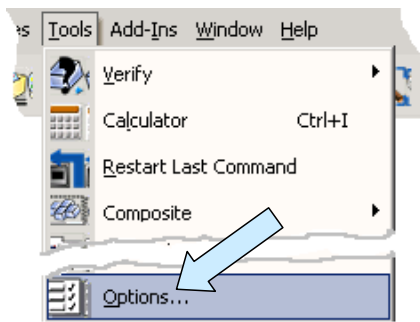 es Tools Add-Ins Window Help
Verify
Calculator Ctrl+I
Restart Last Command
Composite
Options...